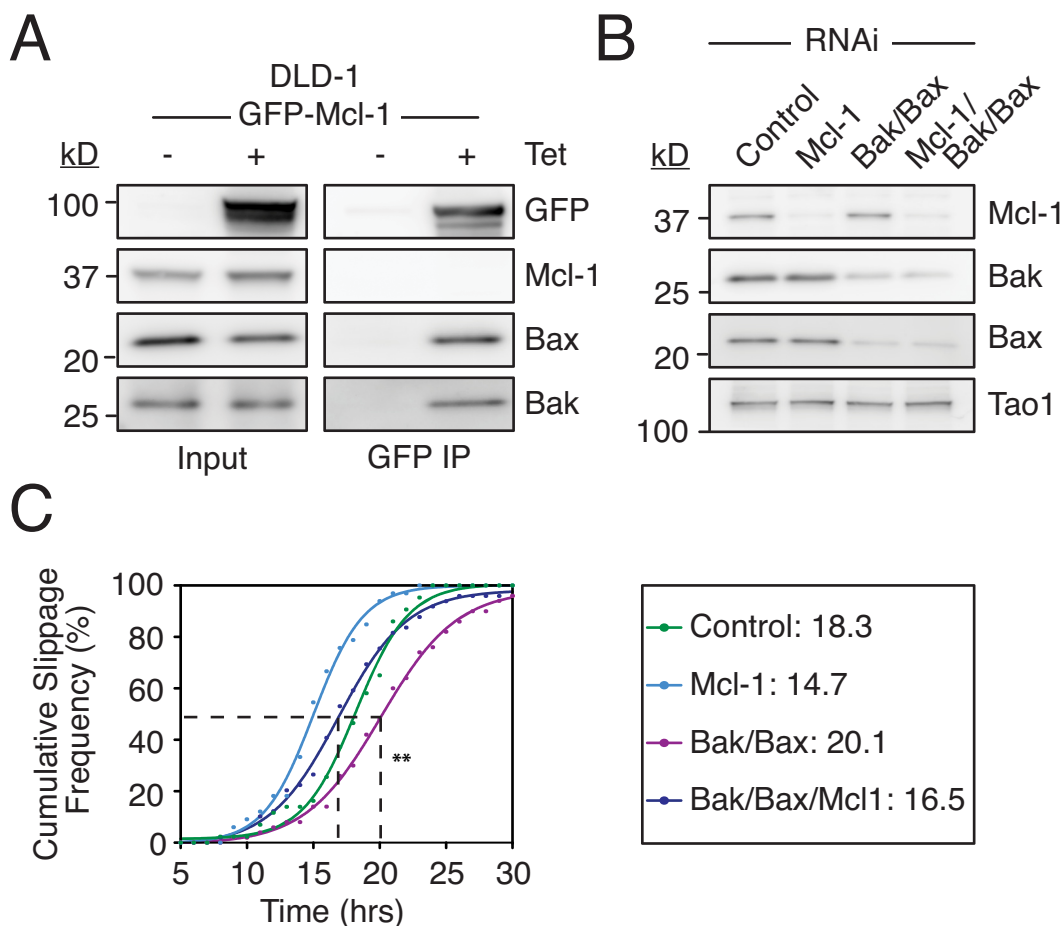 A
DLD-1
GFP-Mcl-1
kD - + - + Tet
100 GFP
37 Mcl-1
20 Bax
25 Bak
Input GFP IP
B
RNAi
kD Control Mcl-1 Bak/Bax Mcl-1/ Bak/Bax
37 Mcl-1
25 Bak
20 Bax
100 Tao1
C
Cumulative Slippage
Frequency (%)
100
80
60
40
20
0
**
5 10 15 20 25 30
Time (hrs)
Control: 18.3
Mcl-1: 14.7
Bak/Bax: 20.1
Bak/Bax/Mcl1: 16.5